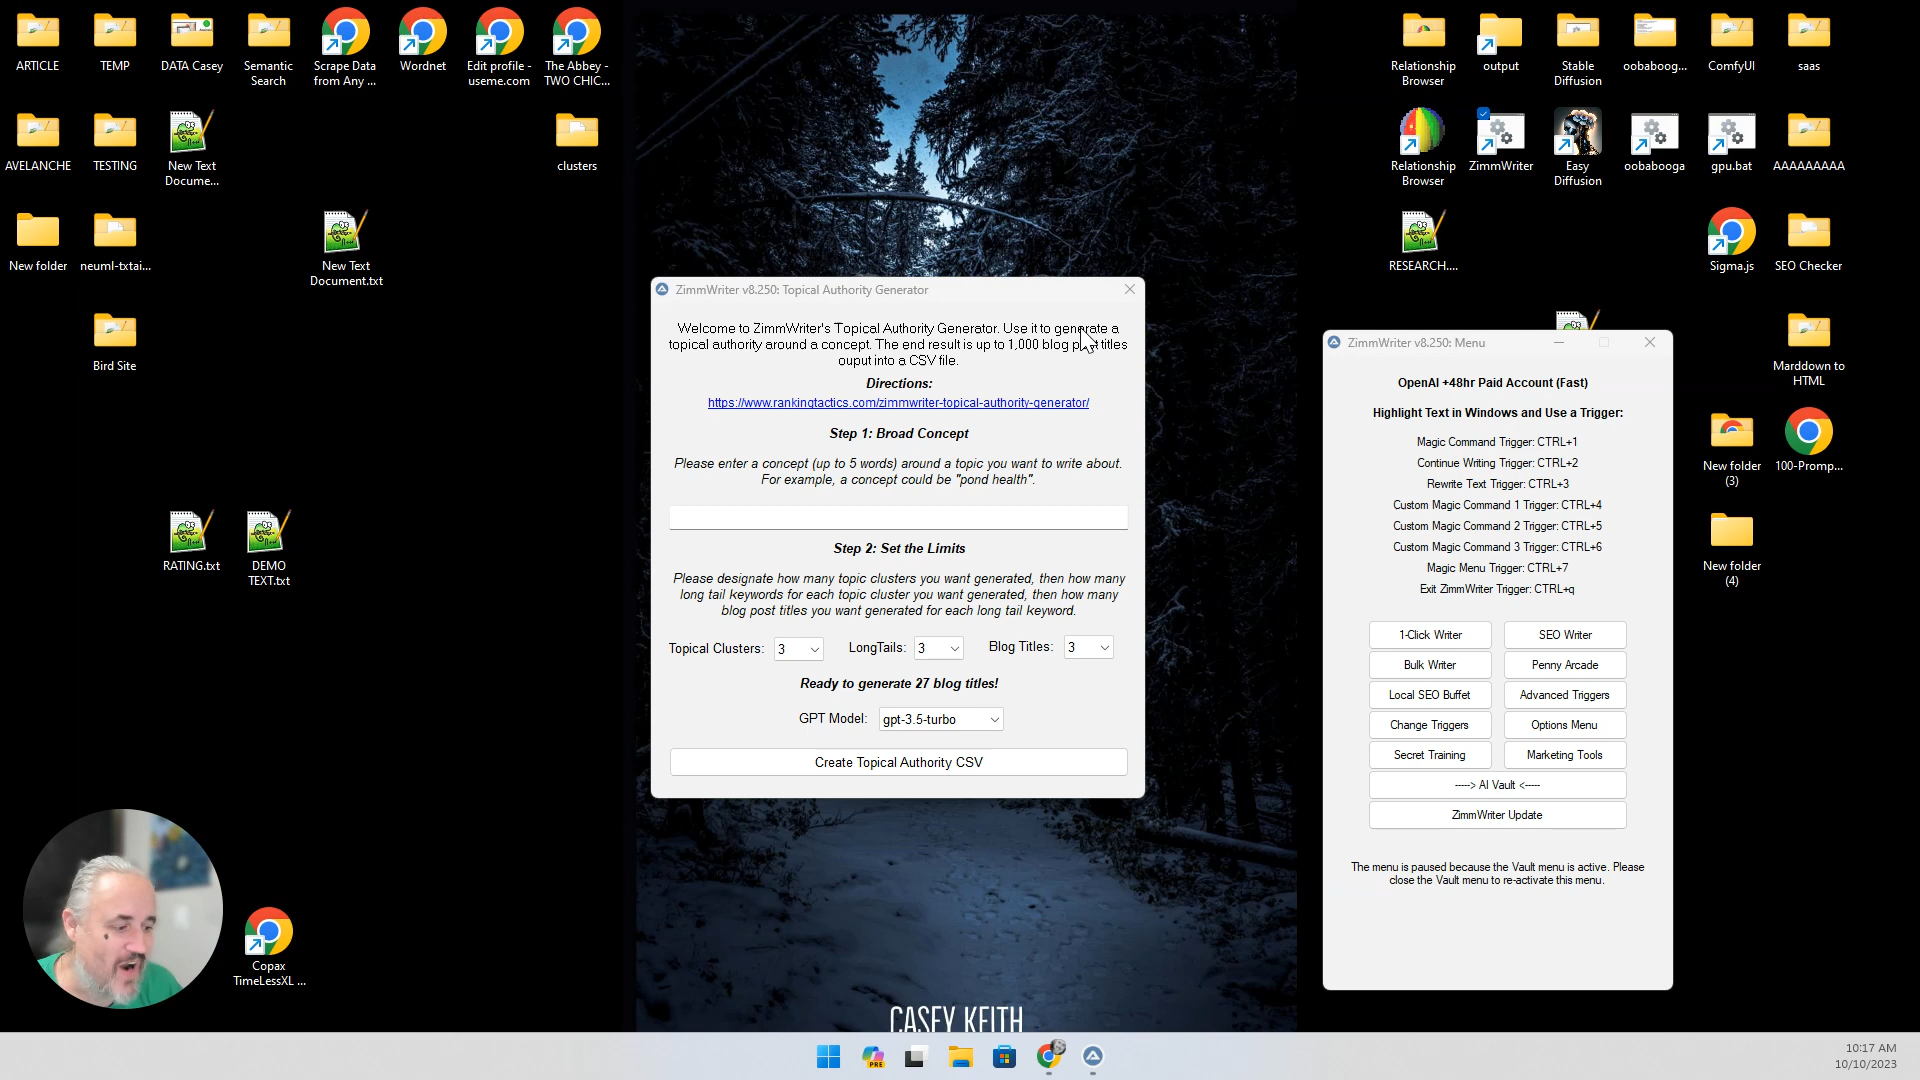 ARTICLE
TEMP
DATA Casey
Semantic
Search
Scrape Data
from Any ...
Wordnet
Edit profile -
useme.com
The Abbey -
TWO CHIC...
Relationship
Browser
output
Stable
Diffusion
oobaboog...
ComfyUI
saas
AVELANCHE
TESTING
New Text
Docume...
clusters
Relationship
Browser
ZimmWriter
Easy
Diffusion
oobabooga
gpu.bat
AAAAAAAAA
New folder
neuml-txtai...
New Text
Document.txt
RESEARCH....
Sigma.js
SEO Checker
Bird Site
Marddown to
HTML
New folder
(3)
100-Promp...
RATING.txt
DEMO
TEXT.txt
New folder
(4)
Copax
TimeLessXL ...
ZimmWriter v8.250: Topical Authority Generator
Welcome to ZimmWriter's Topical Authority Generator. Use it to generate a
topical authority around a concept. The end result is up to 1,000 blog post titles
ouput into a CSV file.
Directions:
https://www.rankingtactics.com/zimmwriter-topical-authority-generator/
Step 1: Broad Concept
Please enter a concept (up to 5 words) around a topic you want to write about.
For example, a concept could be "pond health".
Step 2: Set the Limits
Please designate how many topic clusters you want generated, then how many
long tail keywords for each topic cluster you want generated, then how many
blog post titles you want generated for each long tail keyword.
Topical Clusters: 3 LongTails: 3 Blog Titles: 3
Ready to generate 27 blog titles!
GPT Model: gpt-3.5-turbo
Create Topical Authority CSV
ZimmWriter v8.250: Menu
OpenAI +48hr Paid Account (Fast)
Highlight Text in Windows and Use a Trigger:
Magic Command Trigger: CTRL+1
Continue Writing Trigger: CTRL+2
Rewrite Text Trigger: CTRL+3
Custom Magic Command 1 Trigger: CTRL+4
Custom Magic Command 2 Trigger: CTRL+5
Custom Magic Command 3 Trigger: CTRL+6
Magic Menu Trigger: CTRL+7
Exit ZimmWriter Trigger: CTRL+q
1-Click Writer SEO Writer
Bulk Writer Penny Arcade
Local SEO Buffet Advanced Triggers
Change Triggers Options Menu
Secret Training Marketing Tools
-----> AI Vault <-----
ZimmWriter Update
The menu is paused because the Vault menu is active. Please
close the Vault menu to re-activate this menu.
CASEY KEITH
PRE
10:17 AM
10/10/2023